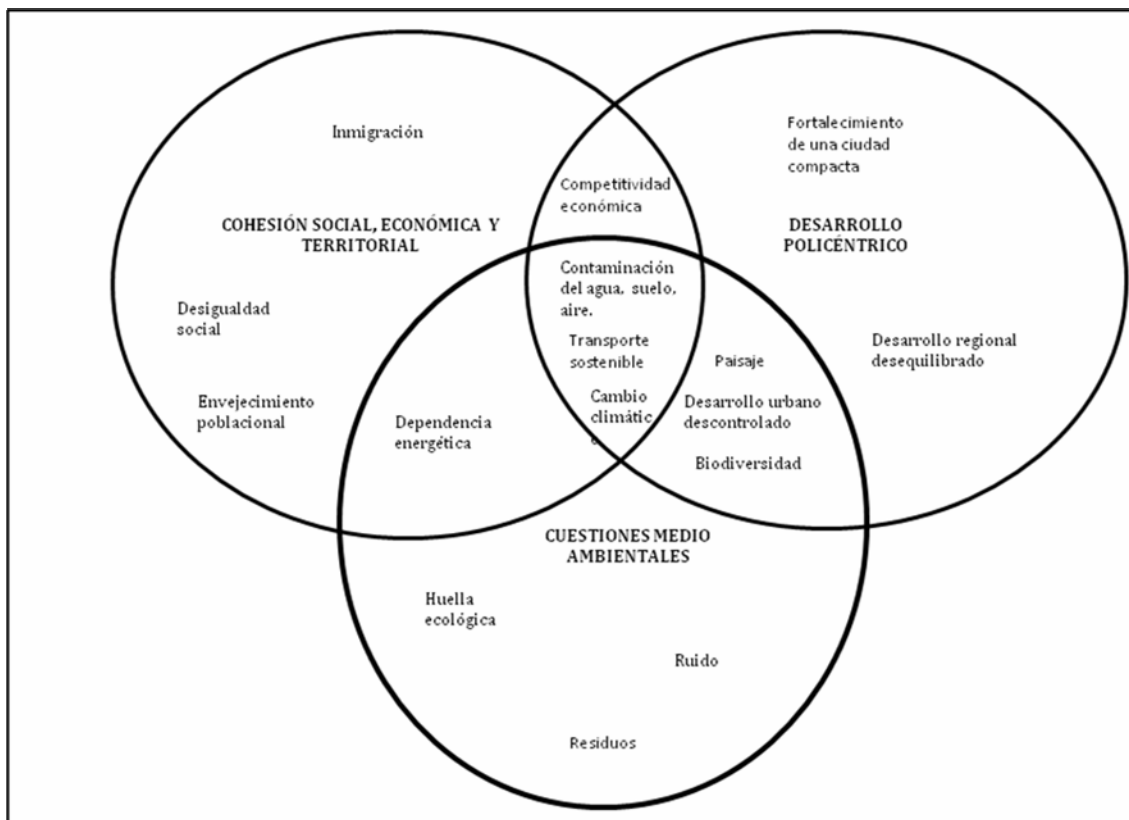 Inmigración
Fortalecimiento
de una ciudad
compacta
Competitividad
económica
COHESIÓN SOCIAL, ECONÓMICA Y
TERRITORIAL
DESARROLLO
POLICÉNTRICO
Contaminación
del agua, suelo,
aire.
Desigualdad
social
Transporte
sostenible
Desarrollo regional
desequilibrado
Paisaje
Envejecimiento
poblacional
Cambio
climátic
Desarrollo urbano
descontrolado
Dependencia
energética
Biodiversidad
CUESTIONES MEDIO
AMBIENTALES
Huella
ecológica
Ruido
Residuos